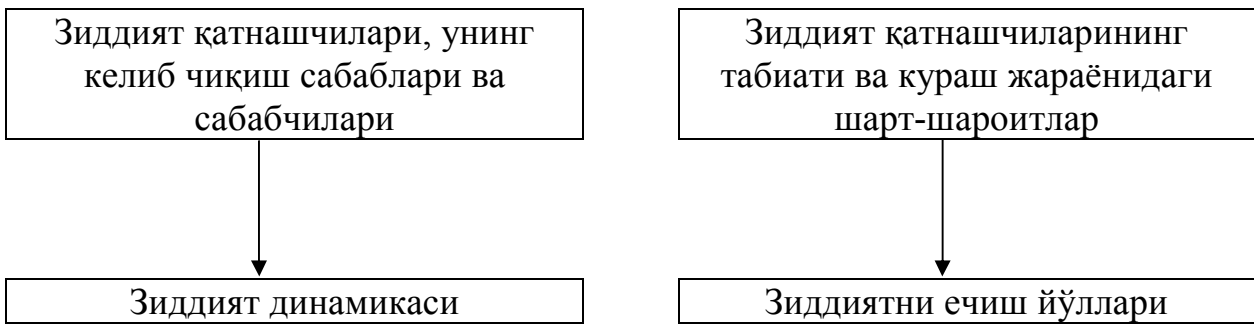 Зиддият қатнашчилари, унинг
келиб чиқиш сабаблари ва
сабабчилари
Зиддият қатнашчиларининг
табиати ва кураш жараёнидаги
шарт-шароитлар
Зиддият динамикаси
Зиддиятни ечиш йўллари